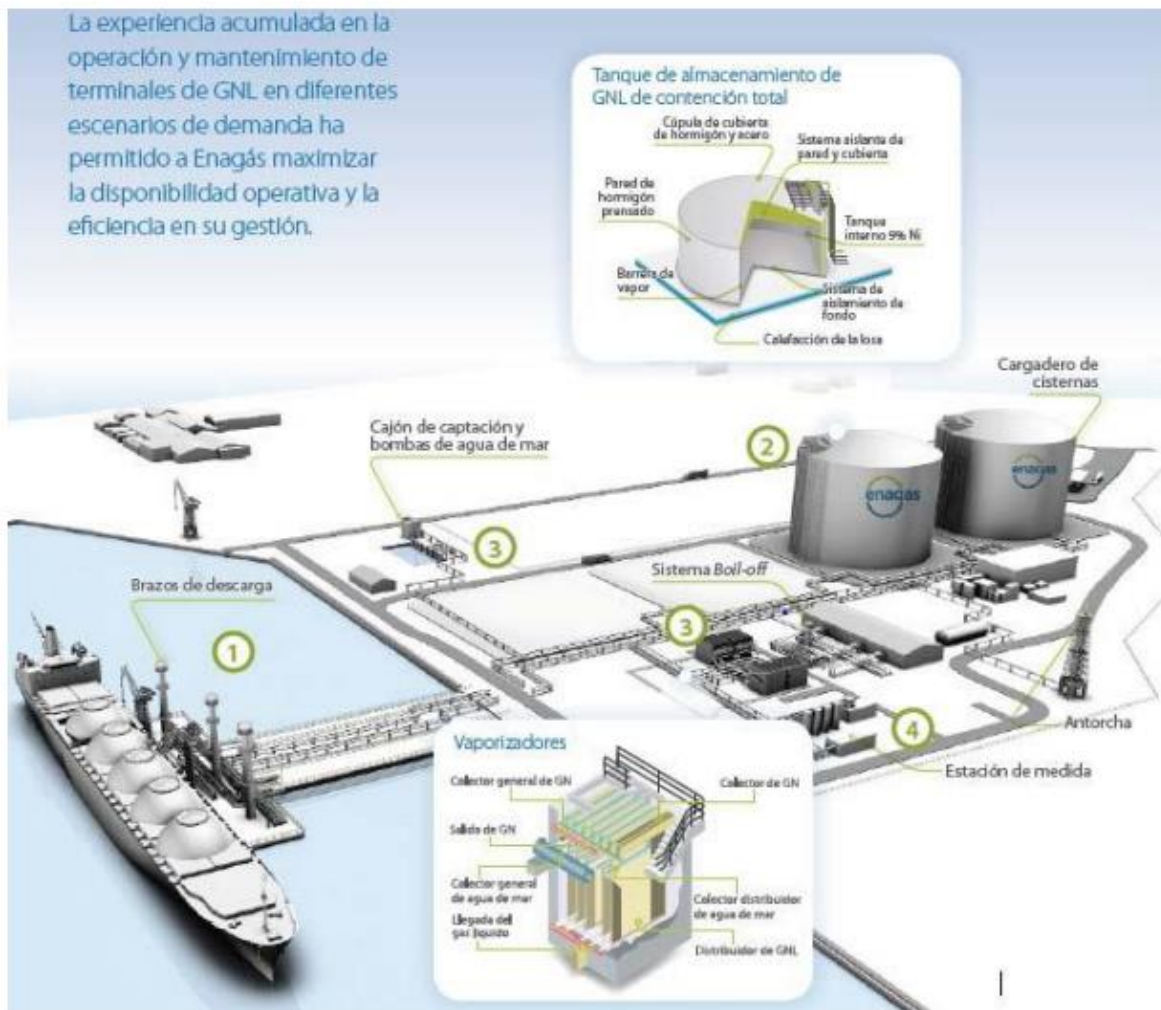 La experiencia acumulada en la
operación y mantenimiento de
terminales de GNL en diferentes
escenarios de demanda ha
permitido a Enagás maximizar
la disponibilidad operativa y la
eficiencia en su gestión.
Tanque de almacenamiento de
GNL de contención total
Cúpula de cubierta
de hormigón y acero
Sistema aislante de
pared y cubierta
Pared de
hormigón
prensado
Tanque
interno 9% Ni
Barrera de
vapor
Sistema de
aislamiento de
fondo
Calefacción de la losa
Cargadero de
cisternas
Cajón de captación y
bombas de agua de mar
2
enagas
enagas
3
Brazos de descarga
Sistema Boil-off
1
3
4
Antorcha
Estación de medida
Vaporizadores
Colector general de GN
Colector de GN
Salida de GN
Colector general
de agua de mar
Colector distribuidor
de agua de mar
Llegada del
gas líquido
Distribuidor de GNL